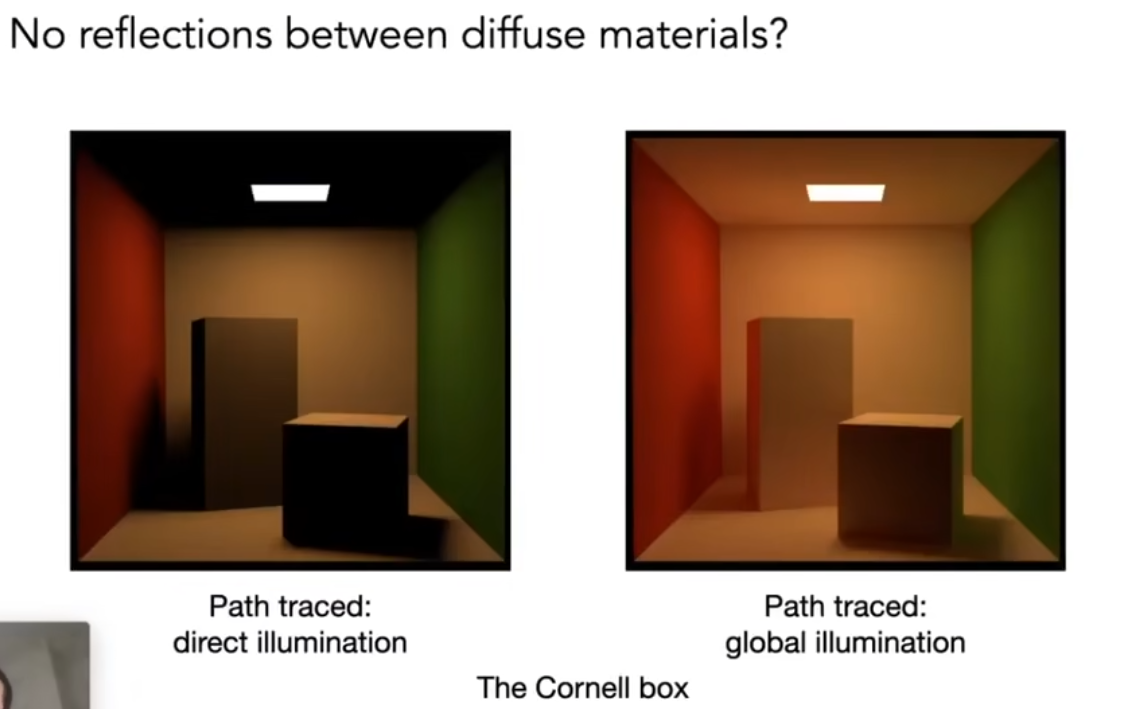 No reflections between diffuse materials?
Path traced:
direct illumination
Path traced:
global illumination
The Cornell box